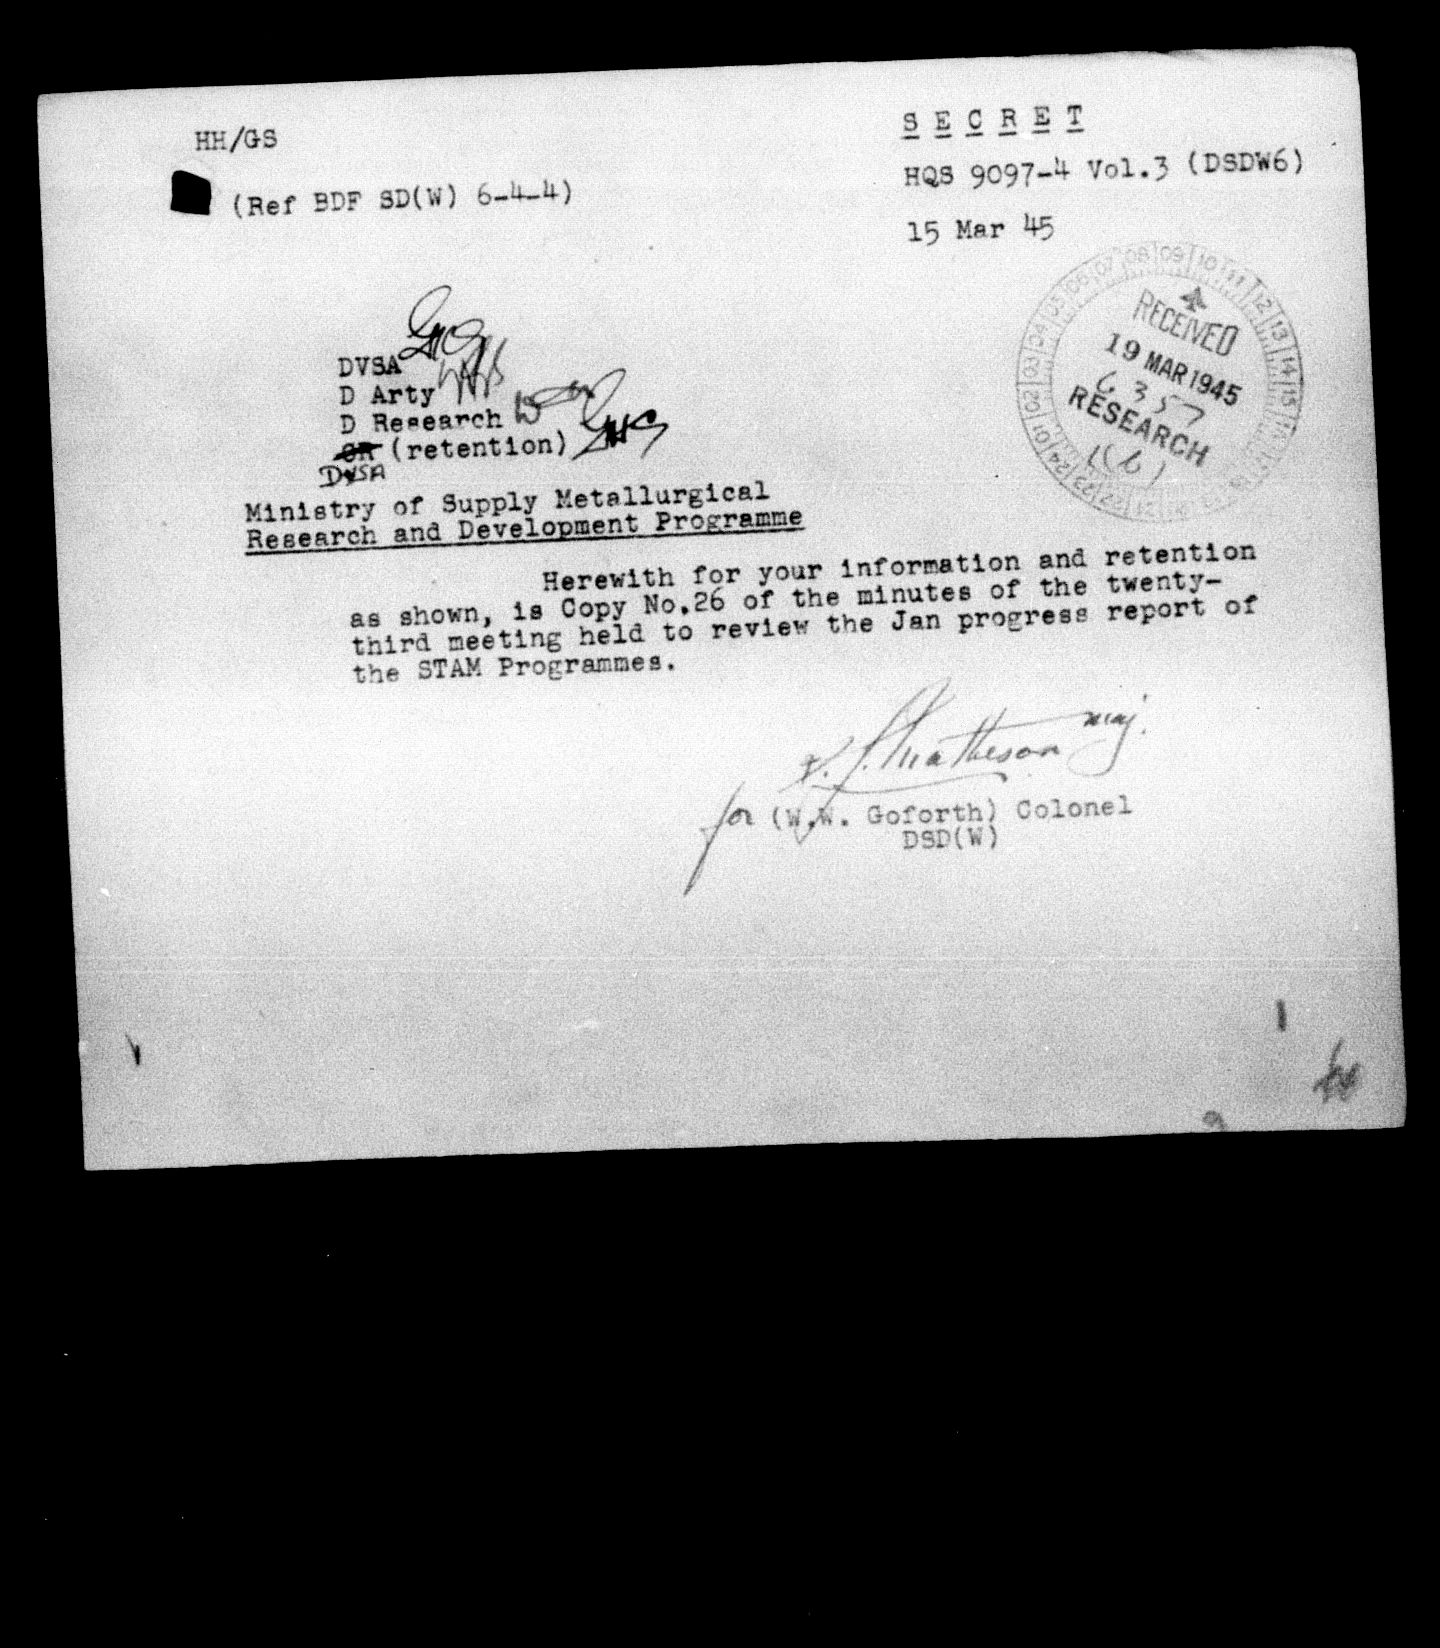 HH/GS
S E C R E T
(Ref BDF SD(W) 6-4-4)
HQS 9097-4 Vol.3 (DSDW6)
15 Mar 45
RECEIVED
19 MAR 1945
6357
RESEARCH
DVSA
D Arty
D Research
CR (retention)
DVSA
Ministry of Supply Metallurgical
Research and Development Programme
Herewith for your information and retention
as shown, is Copy No.26 of the minutes of the twenty-
third meeting held to review the Jan progress report of
the STAM Programmes.
Matheson maj.
for (W.W. Goforth) Colonel
DSD(W)